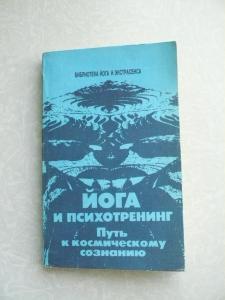 БИБЛИОТЕКА ЙОГА И ЭКСТРАСЕНСА
ЙОГА
И ПСИХОТРЕНИНГ
Путь
к космическому
сознанию